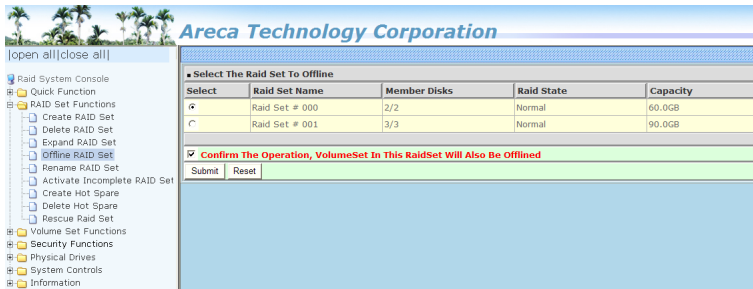 Areca Technology Corporation
|open all|close all|
Raid System Console
Quick Function
RAID Set Functions
Create RAID Set
Delete RAID Set
Expand RAID Set
Offline RAID Set
Rename RAID Set
Activate Incomplete RAID Set
Create Hot Spare
Delete Hot Spare
Rescue Raid Set
Volume Set Functions
Security Functions
Physical Drives
System Controls
Information
Select The Raid Set To Offline
Select Raid Set Name Member Disks Raid State Capacity
Raid Set # 000 2/2 Normal 60.0GB
Raid Set # 001 3/3 Normal 90.0GB
Confirm The Operation, VolumeSet In This RaidSet Will Also Be Offlined
Submit Reset